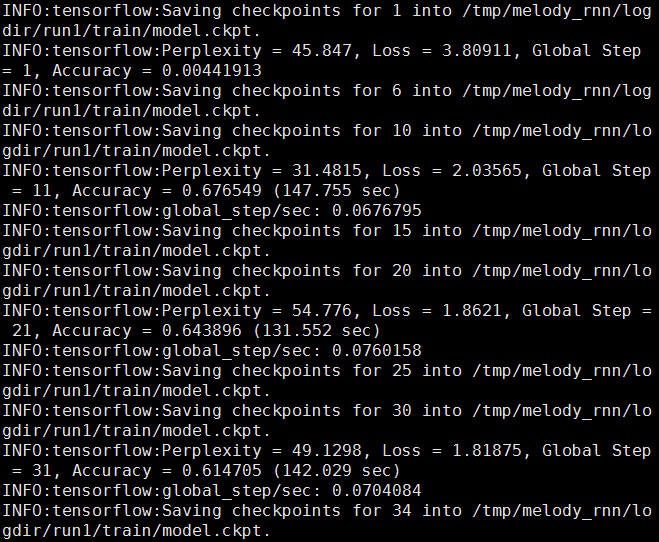 INFO:tensorflow:Saving checkpoints for 1 into /tmp/melody_rnn/log
dir/run1/train/model.ckpt.
INFO:tensorflow:Perplexity = 45.847, Loss = 3.80911, Global Step
= 1, Accuracy = 0.00441913
INFO:tensorflow:Saving checkpoints for 6 into /tmp/melody_rnn/log
dir/run1/train/model.ckpt.
INFO:tensorflow:Saving checkpoints for 10 into /tmp/melody_rnn/lo
gdir/run1/train/model.ckpt.
INFO:tensorflow:Perplexity = 31.4815, Loss = 2.03565, Global Step
 = 11, Accuracy = 0.676549 (147.755 sec)
INFO:tensorflow:global_step/sec: 0.0676795
INFO:tensorflow:Saving checkpoints for 15 into /tmp/melody_rnn/lo
gdir/run1/train/model.ckpt.
INFO:tensorflow:Saving checkpoints for 20 into /tmp/melody_rnn/lo
gdir/run1/train/model.ckpt.
INFO:tensorflow:Perplexity = 54.776, Loss = 1.8621, Global Step =
 21, Accuracy = 0.643896 (131.552 sec)
INFO:tensorflow:global_step/sec: 0.0760158
INFO:tensorflow:Saving checkpoints for 25 into /tmp/melody_rnn/lo
gdir/run1/train/model.ckpt.
INFO:tensorflow:Saving checkpoints for 30 into /tmp/melody_rnn/lo
gdir/run1/train/model.ckpt.
INFO:tensorflow:Perplexity = 49.1298, Loss = 1.81875, Global Step
 = 31, Accuracy = 0.614705 (142.029 sec)
INFO:tensorflow:global_step/sec: 0.0704084
INFO:tensorflow:Saving checkpoints for 34 into /tmp/melody_rnn/lo
gdir/run1/train/model.ckpt.